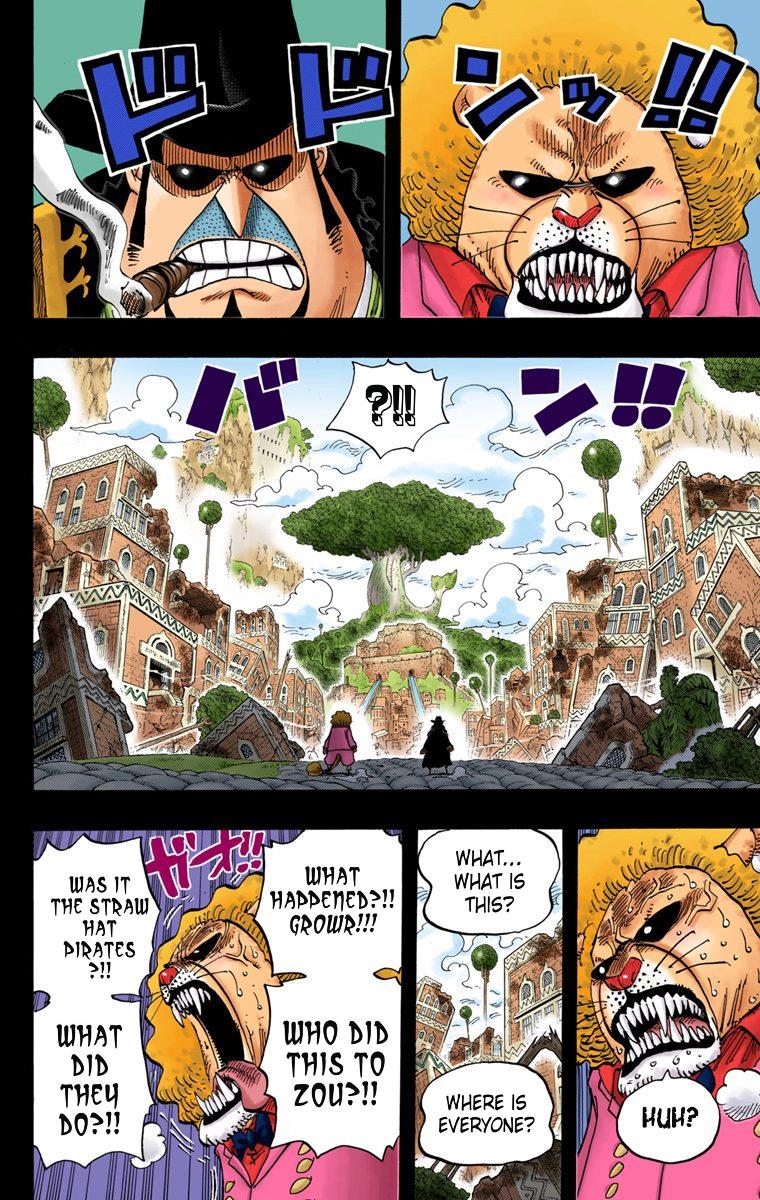 ドドンッ!!
バン!!
?!!
HUH?
WHAT...
WHAT IS
THIS?
WHERE IS
EVERYONE?
ガオ!!
WHAT
HAPPENED?!!
GROWR!!!
WHO DID
THIS TO
ZOU?!!
WAS IT
THE STRAW
HAT
PIRATES
?!!
WHAT
DID
THEY
DO?!!